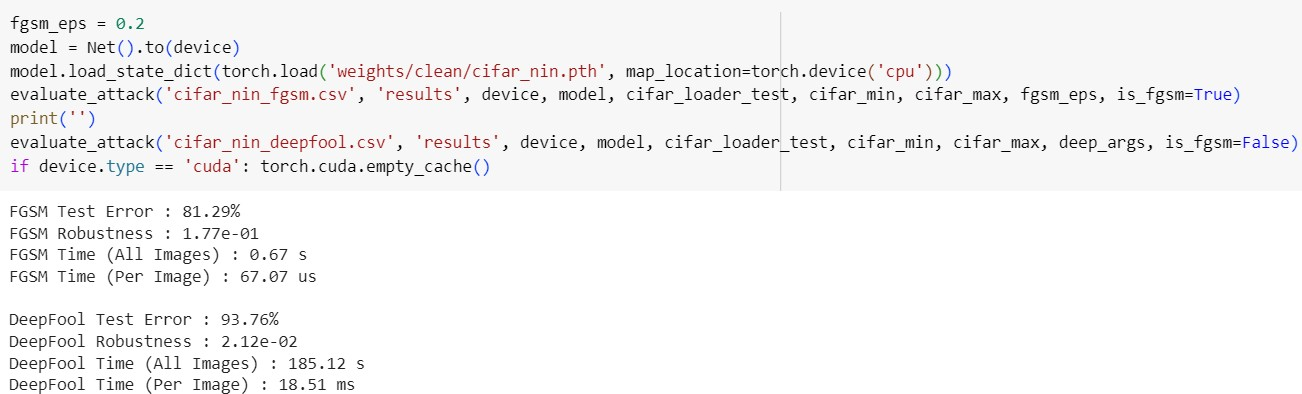 fgsm_eps = 0.2
model = Net().to(device)
model.load_state_dict(torch.load('weights/clean/cifar_nin.pth', map_location=torch.device('cpu')))
evaluate_attack('cifar_nin_fgsm.csv', 'results', device, model, cifar_loader_test, cifar_min, cifar_max, fgsm_eps, is_fgsm=True)
print('')
evaluate_attack('cifar_nin_deepfool.csv', 'results', device, model, cifar_loader_test, cifar_min, cifar_max, deep_args, is_fgsm=False)
if device.type == 'cuda': torch.cuda.empty_cache()
FGSM Test Error : 81.29%
FGSM Robustness : 1.77e-01
FGSM Time (All Images) : 0.67 s
FGSM Time (Per Image) : 67.07 us
DeepFool Test Error : 93.76%
DeepFool Robustness : 2.12e-02
DeepFool Time (All Images) : 185.12 s
DeepFool Time (Per Image) : 18.51 ms